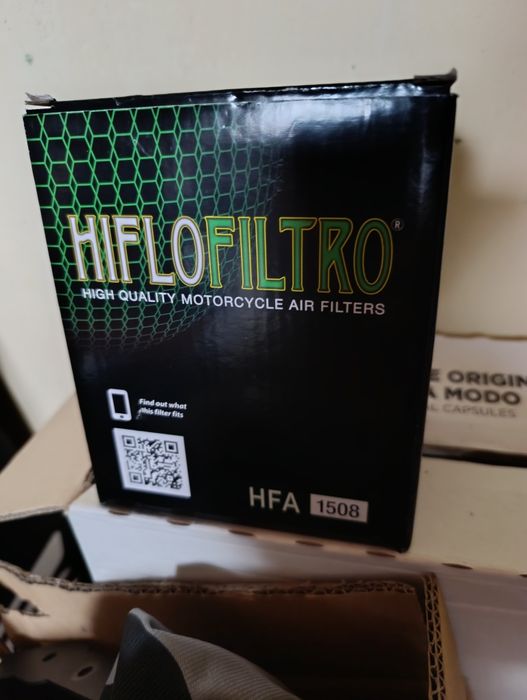 HIFLOFILTRO®
HIGH QUALITY MOTORCYCLE AIR FILTERS
Find out what
this filter fits
HFA 1508
E ORIGIN
A MODO
CAPSULES